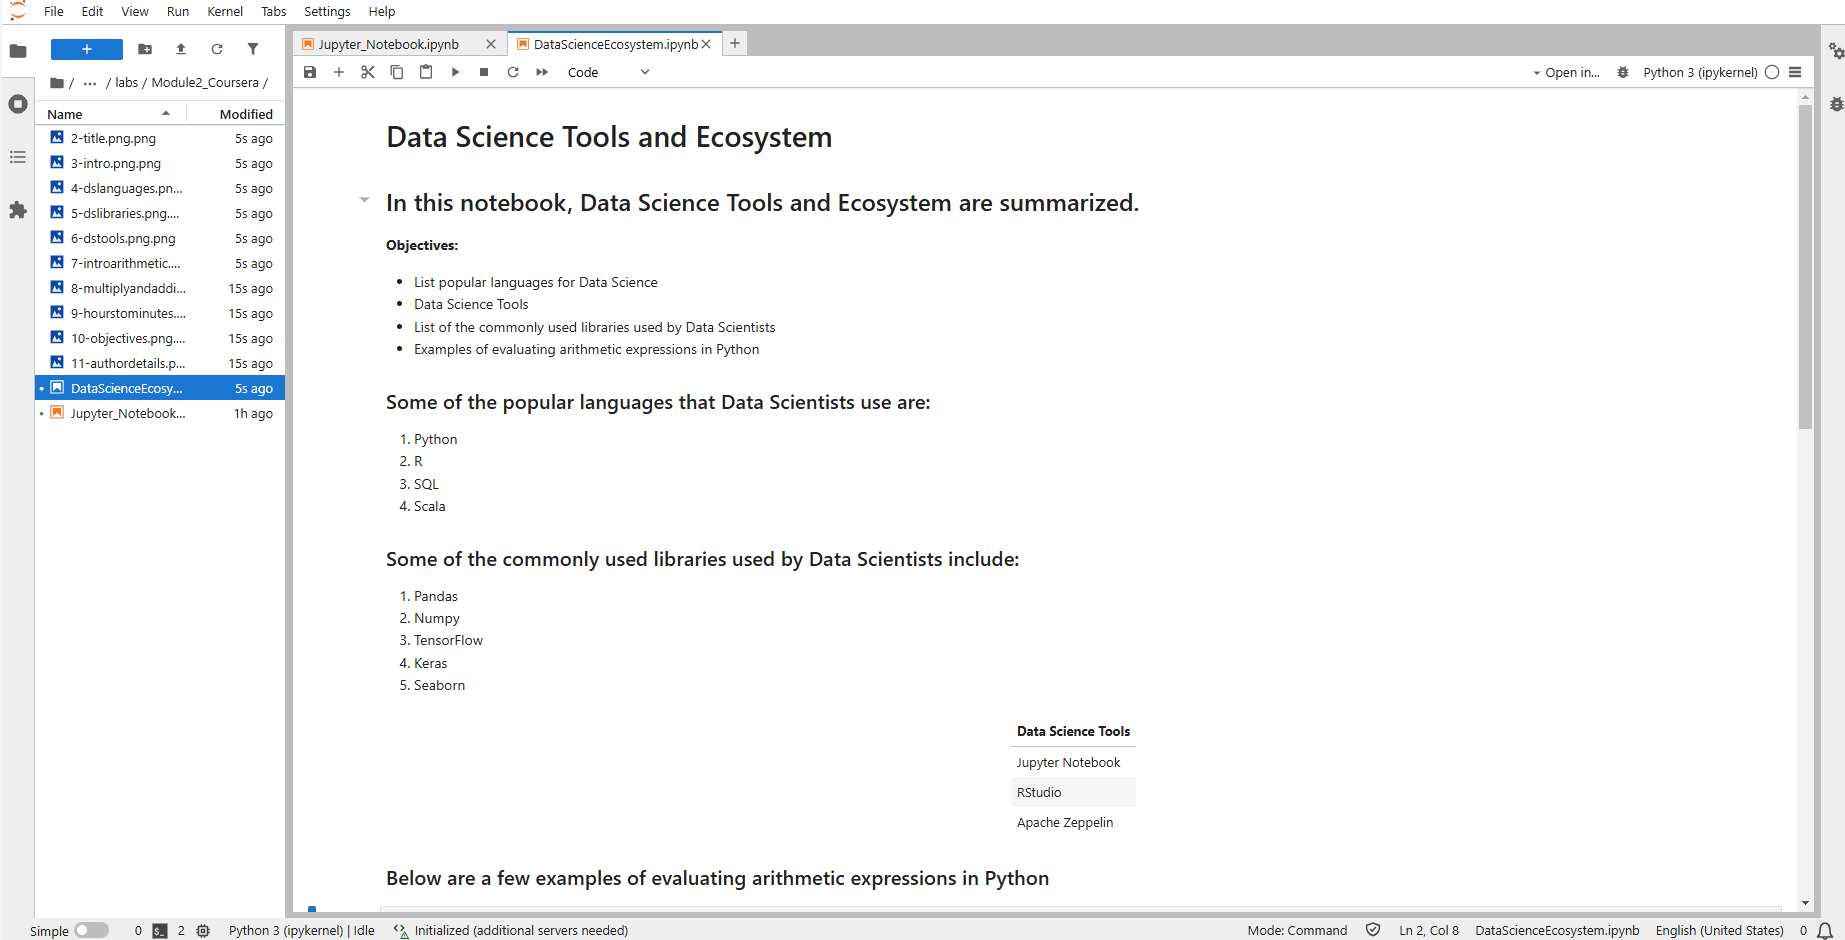 File Edit View Run Kernel Tabs Settings Help
/ ... / labs / Module2_Coursera /
Name Modified
2-title.png.png 5s ago
3-intro.png.png 5s ago
4-dslanguages.pn... 5s ago
5-dslibraries.png.... 5s ago
6-dstools.png.png 5s ago
7-introarithmetic.... 5s ago
8-multiplyandaddi... 15s ago
9-hourstominutes.... 15s ago
10-objectives.png.... 15s ago
11-authordetails.p... 15s ago
DataScienceEcosy... 5s ago
Jupyter_Notebook... 1h ago
Jupyter_Notebook.ipynb DataScienceEcosystem.ipynb
Code Open in... Python 3 (ipykernel)
Data Science Tools and Ecosystem
In this notebook, Data Science Tools and Ecosystem are summarized.
Objectives:
• List popular languages for Data Science
• Data Science Tools
• List of the commonly used libraries used by Data Scientists
• Examples of evaluating arithmetic expressions in Python
Some of the popular languages that Data Scientists use are:
1. Python
2. R
3. SQL
4. Scala
Some of the commonly used libraries used by Data Scientists include:
1. Pandas
2. Numpy
3. TensorFlow
4. Keras
5. Seaborn
Data Science Tools
Jupyter Notebook
RStudio
Apache Zeppelin
Below are a few examples of evaluating arithmetic expressions in Python
Simple 0 $_ 2 Python 3 (ipykernel) | Idle Initialized (additional servers needed) Mode: Command Ln 2, Col 8 DataScienceEcosystem.ipynb English (United States) 0